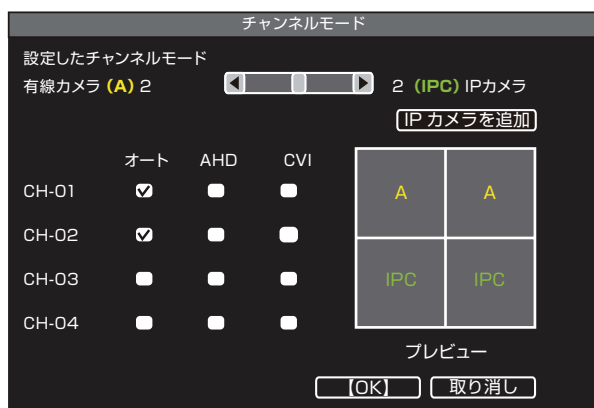 チャンネルモード
設定したチャンネルモード
有線カメラ (A) 2
2 (IPC) IPカメラ
IP カメラを追加
オート AHD CVI
CH-01
CH-02
CH-03
CH-04
A A
IPC IPC
プレビュー
【OK】 取り消し